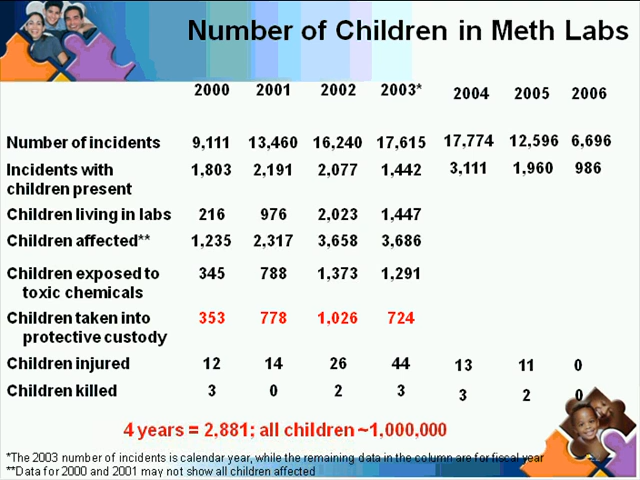 Number of Children in Meth Labs
2000 2001 2002 2003* 2004 2005 2006
Number of incidents 9,111 13,460 16,240 17,615 17,774 12,596 6,696
Incidents with 1,803 2,191 2,077 1,442 3,111 1,960 986
children present
Children living in labs 216 976 2,023 1,447
Children affected** 1,235 2,317 3,658 3,686
Children exposed to 345 788 1,373 1,291
toxic chemicals
Children taken into 353 778 1,026 724
protective custody
Children injured 12 14 26 44 13 11 0
Children killed 3 0 2 3 3 2 0
4 years = 2,881; all children ~1,000,000
*The 2003 number of incidents is calendar year, while the remaining data in the column are for fiscal year
**Data for 2000 and 2001 may not show all children affected